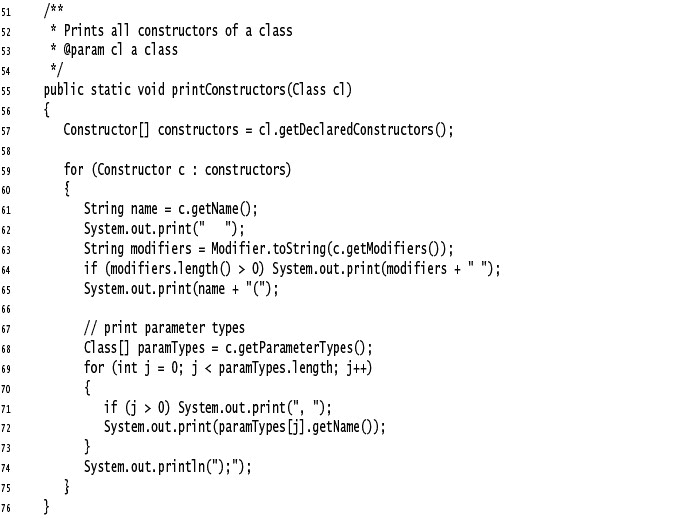 51 /**
52  * Prints all constructors of a class
53  * @param cl a class
54  */
55 public static void printConstructors(Class cl)
56 {
57    Constructor[] constructors = cl.getDeclaredConstructors();
58
59    for (Constructor c : constructors)
60    {
61       String name = c.getName();
62       System.out.print("   ");
63       String modifiers = Modifier.toString(c.getModifiers());
64       if (modifiers.length() > 0) System.out.print(modifiers + " ");
65       System.out.print(name + "(");
66
67       // print parameter types
68       Class[] paramTypes = c.getParameterTypes();
69       for (int j = 0; j < paramTypes.length; j++)
70       {
71          if (j > 0) System.out.print(", ");
72          System.out.print(paramTypes[j].getName());
73       }
74       System.out.println(");");
75    }
76 }